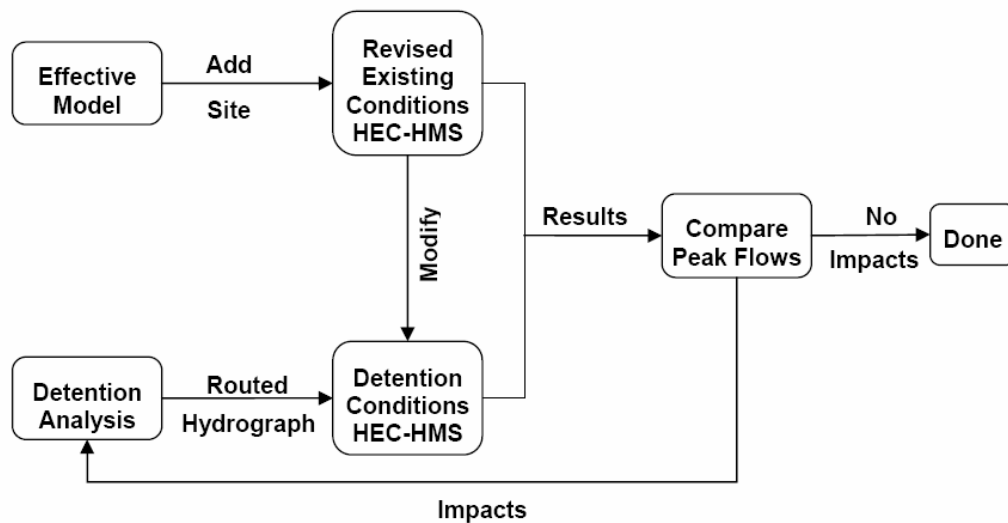 Effective
Model
Add
Site
Revised
Existing
Conditions
HEC-HMS
Modify
Results
Compare
Peak Flows
No
Impacts
Done
Detention
Analysis
Routed
Hydrograph
Detention
Conditions
HEC-HMS
Impacts